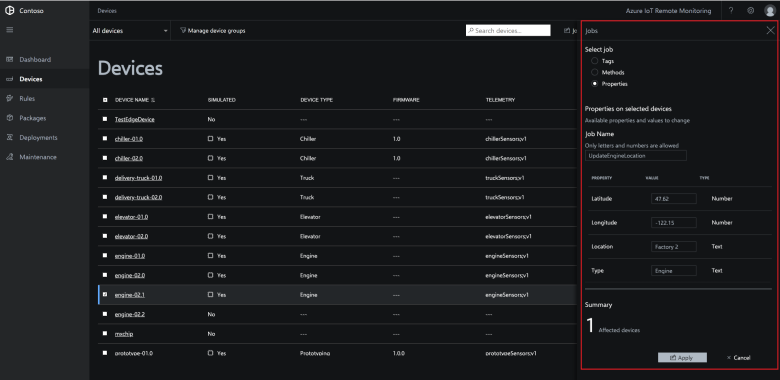 Contoso
Devices
Azure IoT Remote Monitoring
?
All devices
Manage device groups
Search devices...
Jo
Dashboard
Devices
Rules
Packages
Deployments
Maintenance
Devices
DEVICE NAME SIMULATED DEVICE TYPE FIRMWARE TELEMETRY
TestEdgeDevice No --- --- ---
chiller-01.0 Yes Chiller 1.0 chillerSensors;v1
chiller-02.0 Yes Chiller 1.0 chillerSensors;v1
delivery-truck-01.0 Yes Truck --- truckSensors;v1
delivery-truck-02.0 Yes Truck --- truckSensors;v1
elevator-01.0 Yes Elevator --- elevatorSensors;v1
elevator-02.0 Yes Elevator --- elevatorSensors;v1
engine-01.0 Yes Engine --- engineSensors;v1
engine-02.0 Yes Engine --- engineSensors;v1
engine-02.1 Yes Engine --- engineSensors;v1
engine-02.2 No --- --- ---
mxchip No --- --- ---
prototype-01.0 Yes Prototyping 1.0.0 prototypeSensors;v1
Jobs
Select job
Tags
Methods
Properties
Properties on selected devices
Available properties and values to change
Job Name
Only letters and numbers are allowed
UpdateEngineLocation
PROPERTY VALUE TYPE
Latitude 47.62 Number
Longitude -122.15 Number
Location Factory 2 Text
Type Engine Text
Summary
1 Affected devices
Apply
× Cancel